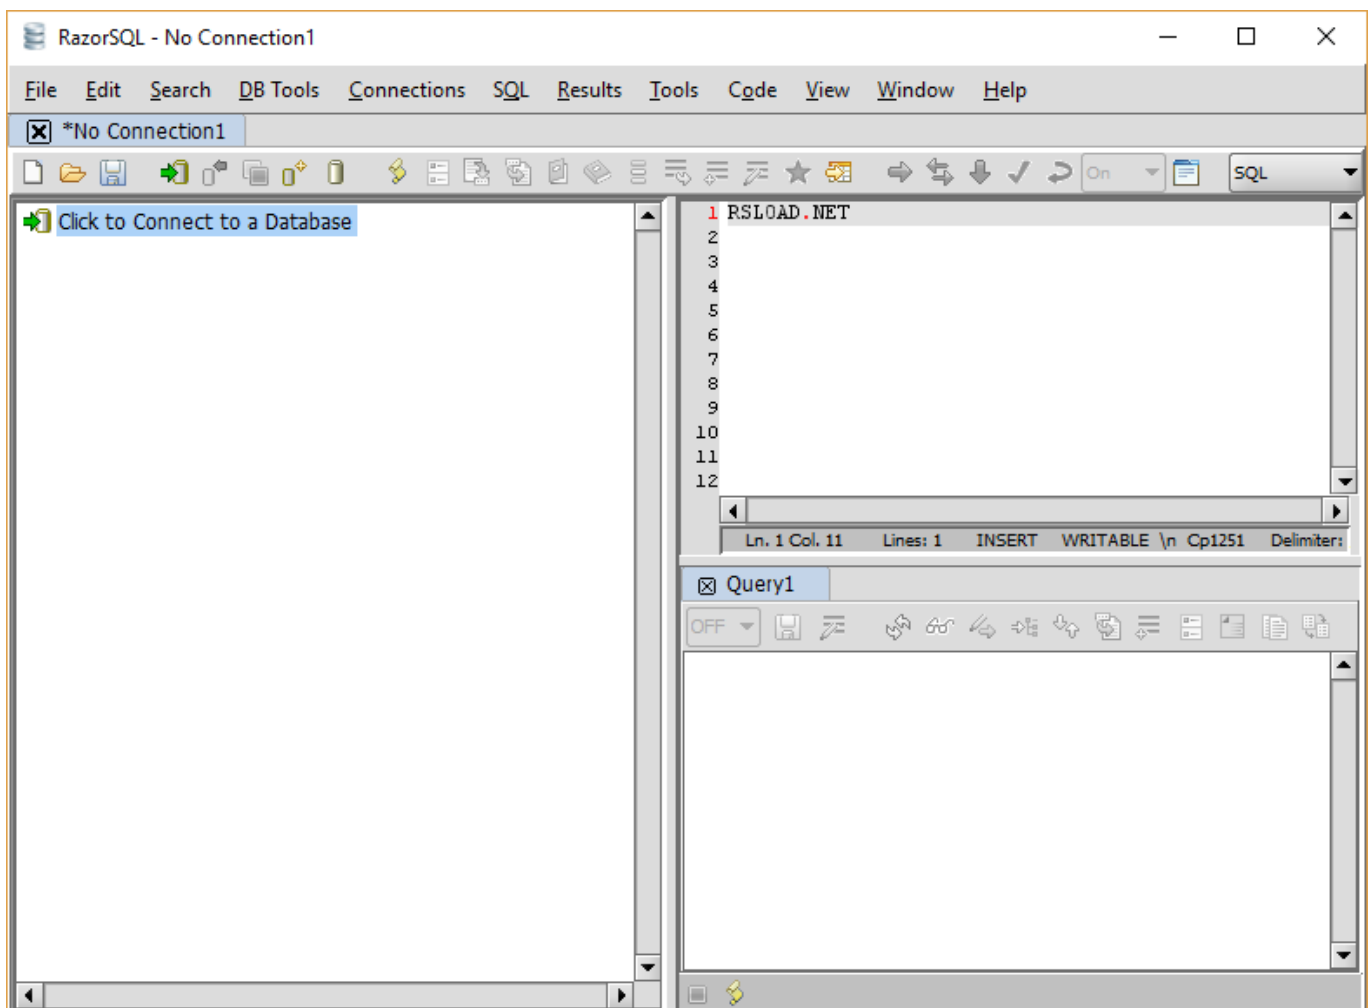 RazorSQL - No Connection1
File Edit Search DB Tools Connections SQL Results Tools Code View Window Help
*No Connection1
On SQL
Click to Connect to a Database
1 RSLOAD.NET
2
3
4
5
6
7
8
9
10
11
12
Ln. 1 Col. 11 Lines: 1 INSERT WRITABLE \n Cp1251 Delimiter:
Query1
OFF